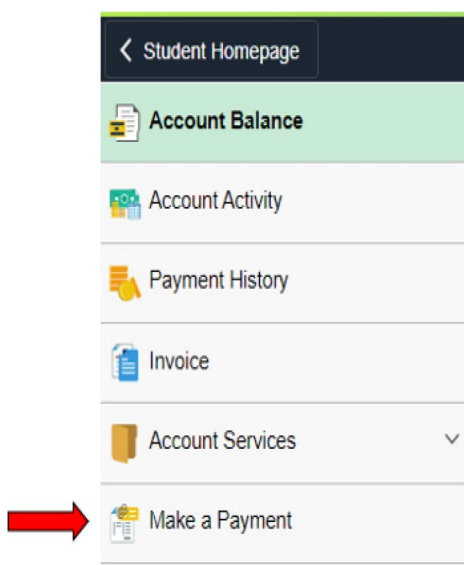 Student Homepage
Account Balance
Account Activity
Payment History
Invoice
Account Services
Make a Payment